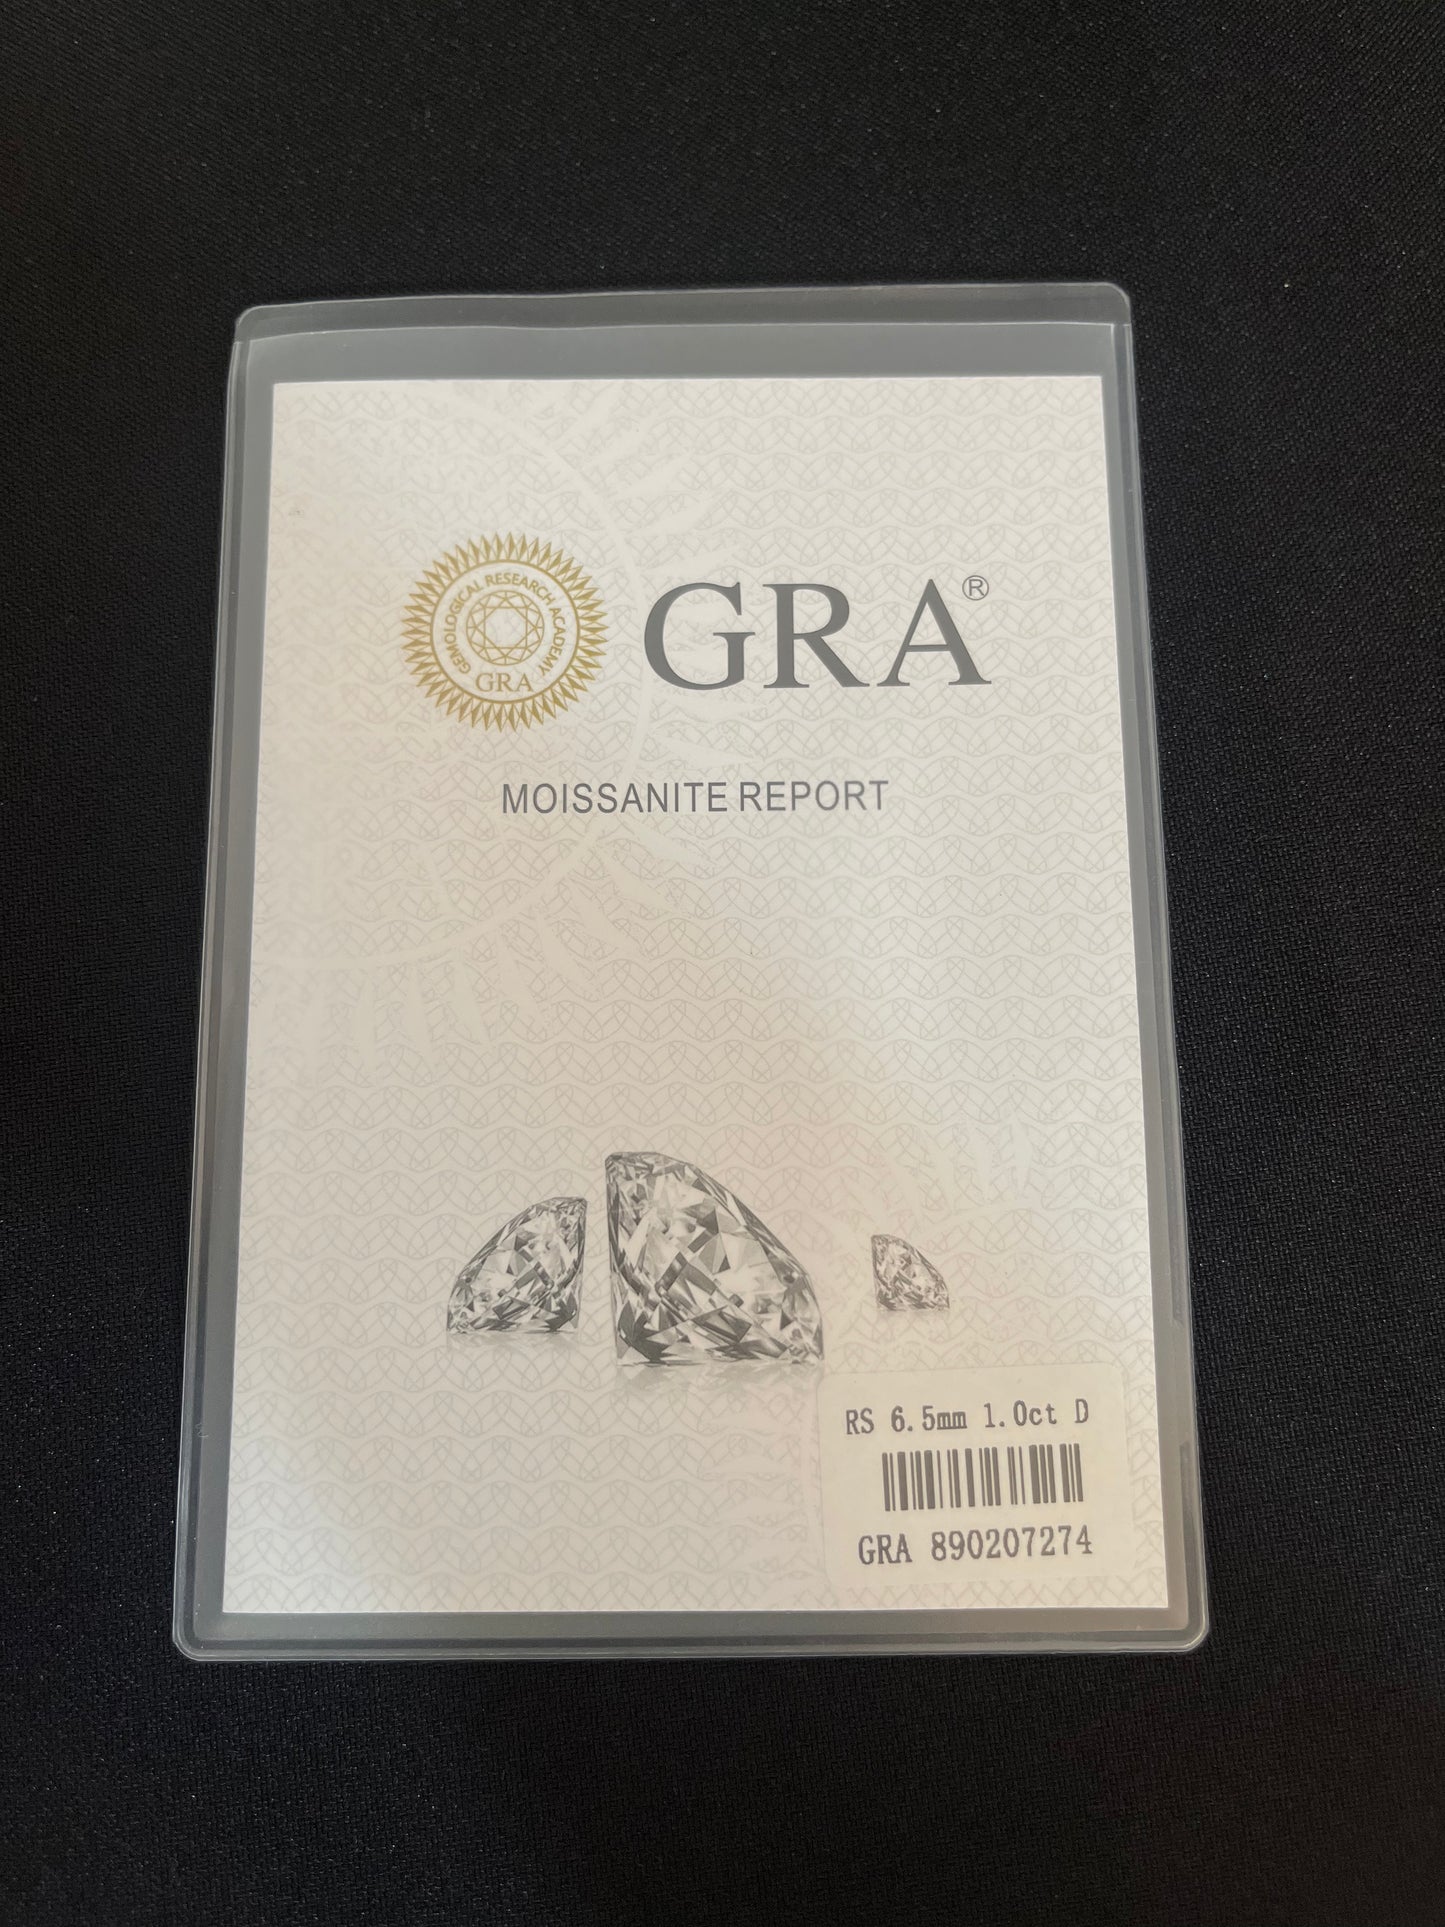 GEMOLOGICAL RESEARCH ACADEMY
GRA
GRA®
MOISSANITE REPORT
RS 6.5mm 1.0ct D
GRA 890207274